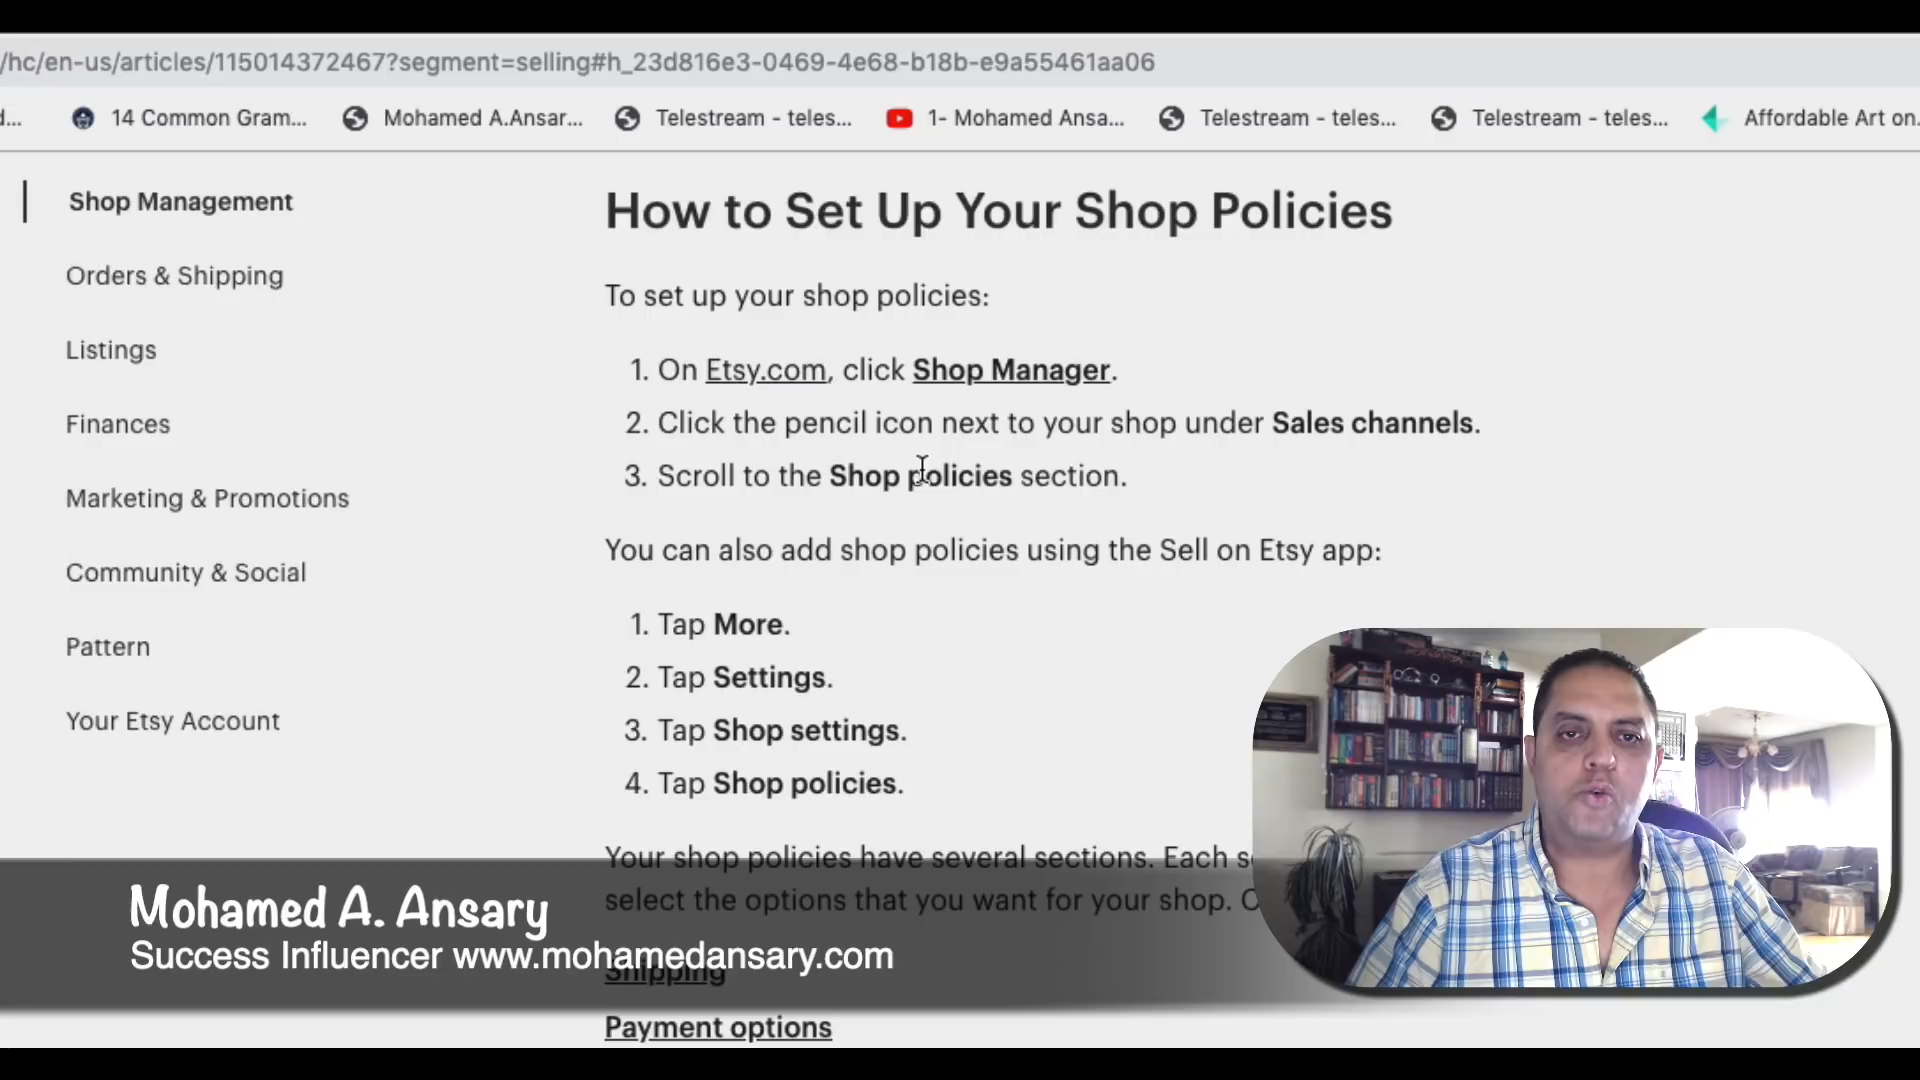 /hc/en-us/articles/115014372467?segment=selling#h_23d816e3-0469-4e68-b18b-e9a55461aa06
d... 14 Common Gram... Mohamed A.Ansar... Telestream - teles... 1- Mohamed Ansa... Telestream - teles... Telestream - teles... Affordable Art on.
Shop Management
Orders & Shipping
Listings
Finances
Marketing & Promotions
Community & Social
Pattern
Your Etsy Account
How to Set Up Your Shop Policies
To set up your shop policies:
1. On Etsy.com, click Shop Manager.
2. Click the pencil icon next to your shop under Sales channels.
3. Scroll to the Shop policies section.
You can also add shop policies using the Sell on Etsy app:
1. Tap More.
2. Tap Settings.
3. Tap Shop settings.
4. Tap Shop policies.
Your shop policies have several sections. Each
select the options that you want for your shop.
Shipping
Payment options
Mohamed A. Ansary
Success Influencer www.mohamedansary.com